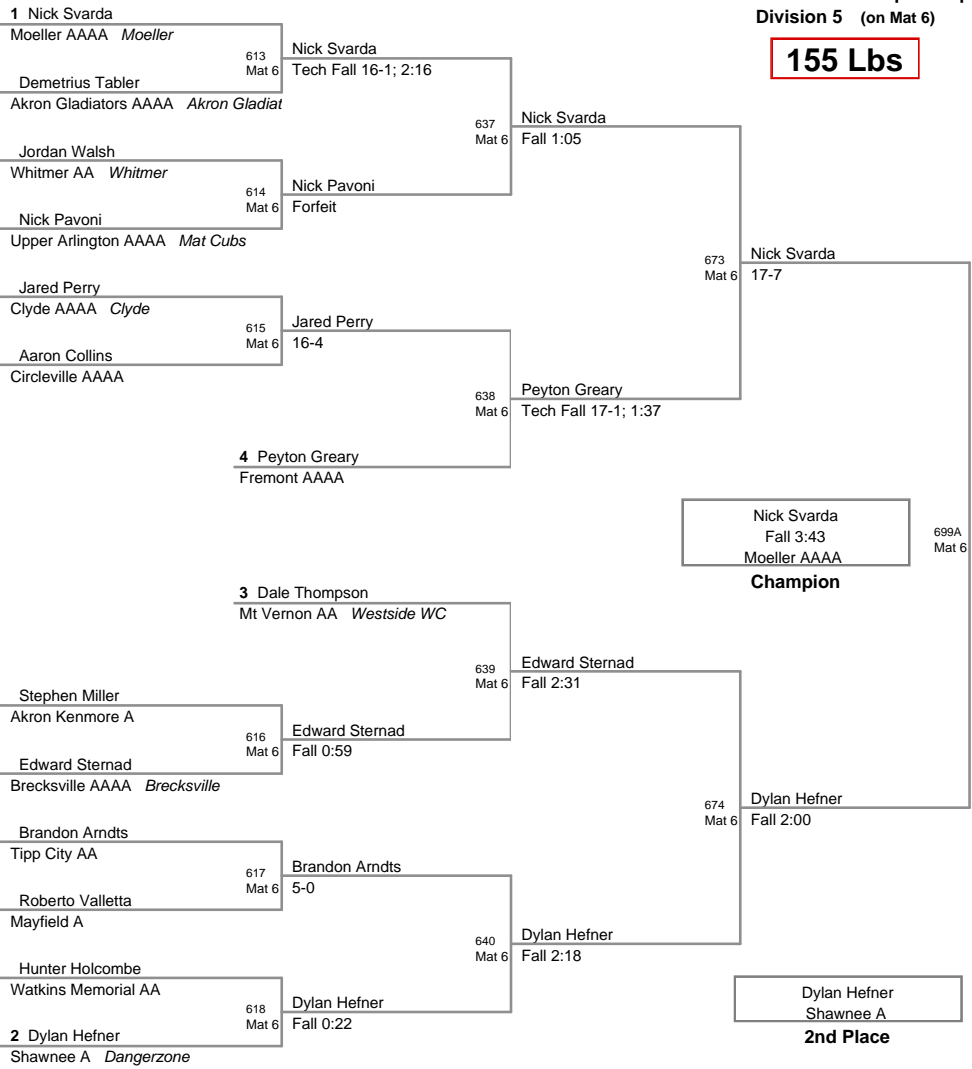 Division 5 (on Mat 6)
155 Lbs
1 Nick Svarda
Moeller AAAA Moeller
613
Mat 6
Nick Svarda
Tech Fall 16-1; 2:16
Demetrius Tabler
Akron Gladiators AAAA Akron Gladiat
637
Mat 6
Nick Svarda
Fall 1:05
Jordan Walsh
Whitmer AA Whitmer
614
Mat 6
Nick Pavoni
Forfeit
Nick Pavoni
Upper Arlington AAAA Mat Cubs
673
Mat 6
Nick Svarda
17-7
Jared Perry
Clyde AAAA Clyde
615
Mat 6
Jared Perry
16-4
Aaron Collins
Circleville AAAA
638
Mat 6
Peyton Greary
Tech Fall 17-1; 1:37
4 Peyton Greary
Fremont AAAA
Nick Svarda
Fall 3:43
Moeller AAAA
Champion
699A
Mat 6
3 Dale Thompson
Mt Vernon AA Westside WC
639
Mat 6
Edward Sternad
Fall 2:31
Stephen Miller
Akron Kenmore A
616
Mat 6
Edward Sternad
Fall 0:59
Edward Sternad
Brecksville AAAA Brecksville
674
Mat 6
Dylan Hefner
Fall 2:00
Brandon Arndts
Tipp City AA
617
Mat 6
Brandon Arndts
5-0
Roberto Valletta
Mayfield A
640
Mat 6
Dylan Hefner
Fall 2:18
Hunter Holcombe
Watkins Memorial AA
618
Mat 6
Dylan Hefner
Fall 0:22
2 Dylan Hefner
Shawnee A Dangerzone
Dylan Hefner
Shawnee A
2nd Place